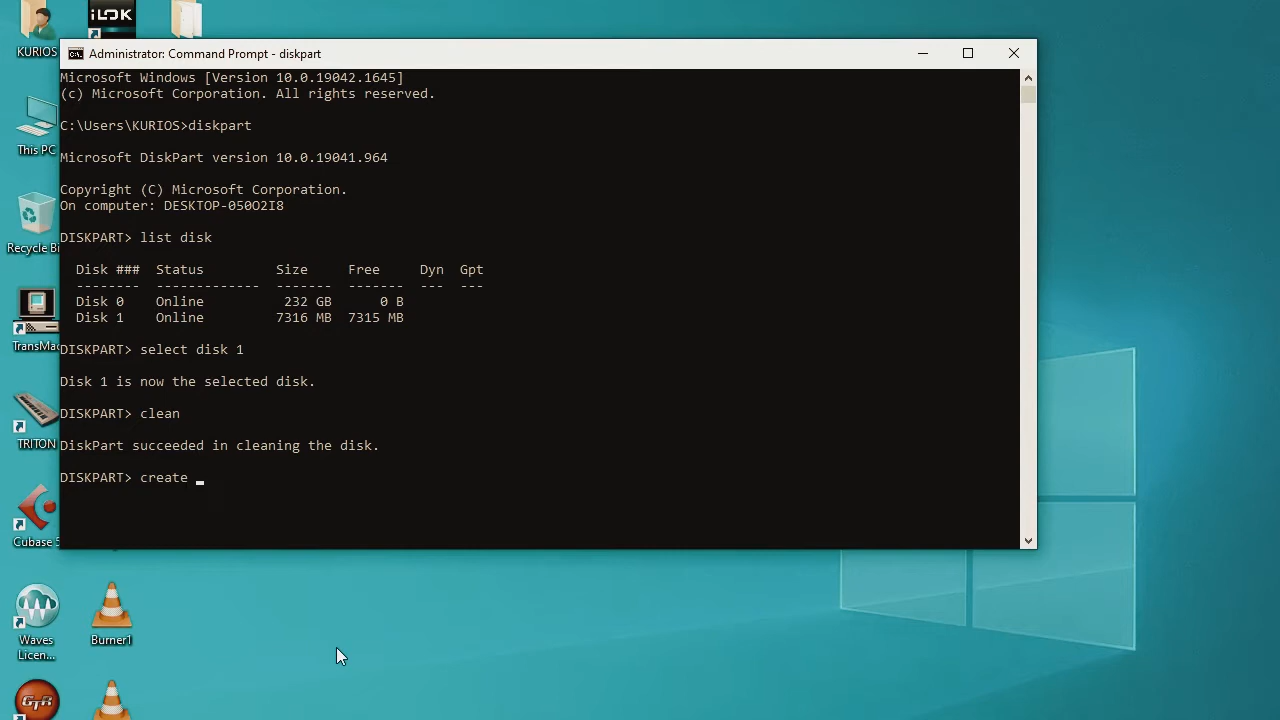 iLOK
KURIOS
Administrator: Command Prompt - diskpart
Microsoft Windows [Version 10.0.19042.1645]
(c) Microsoft Corporation. All rights reserved.
C:\Users\KURIOS>diskpart
This PC
Microsoft DiskPart version 10.0.19041.964
Copyright (C) Microsoft Corporation.
On computer: DESKTOP-050O2I8
DISKPART> list disk
Recycle Bi
Disk ###  Status         Size     Free     Dyn  Gpt
--------  -------------  -------  -------  ---  ---
Disk 0    Online          232 GB      0 B
Disk 1    Online         7316 MB  7315 MB
TransMac
DISKPART> select disk 1
Disk 1 is now the selected disk.
DISKPART> clean
TRITON
DiskPart succeeded in cleaning the disk.
DISKPART> create
Cubase 5
Waves
Licen...
Burner1
GTR